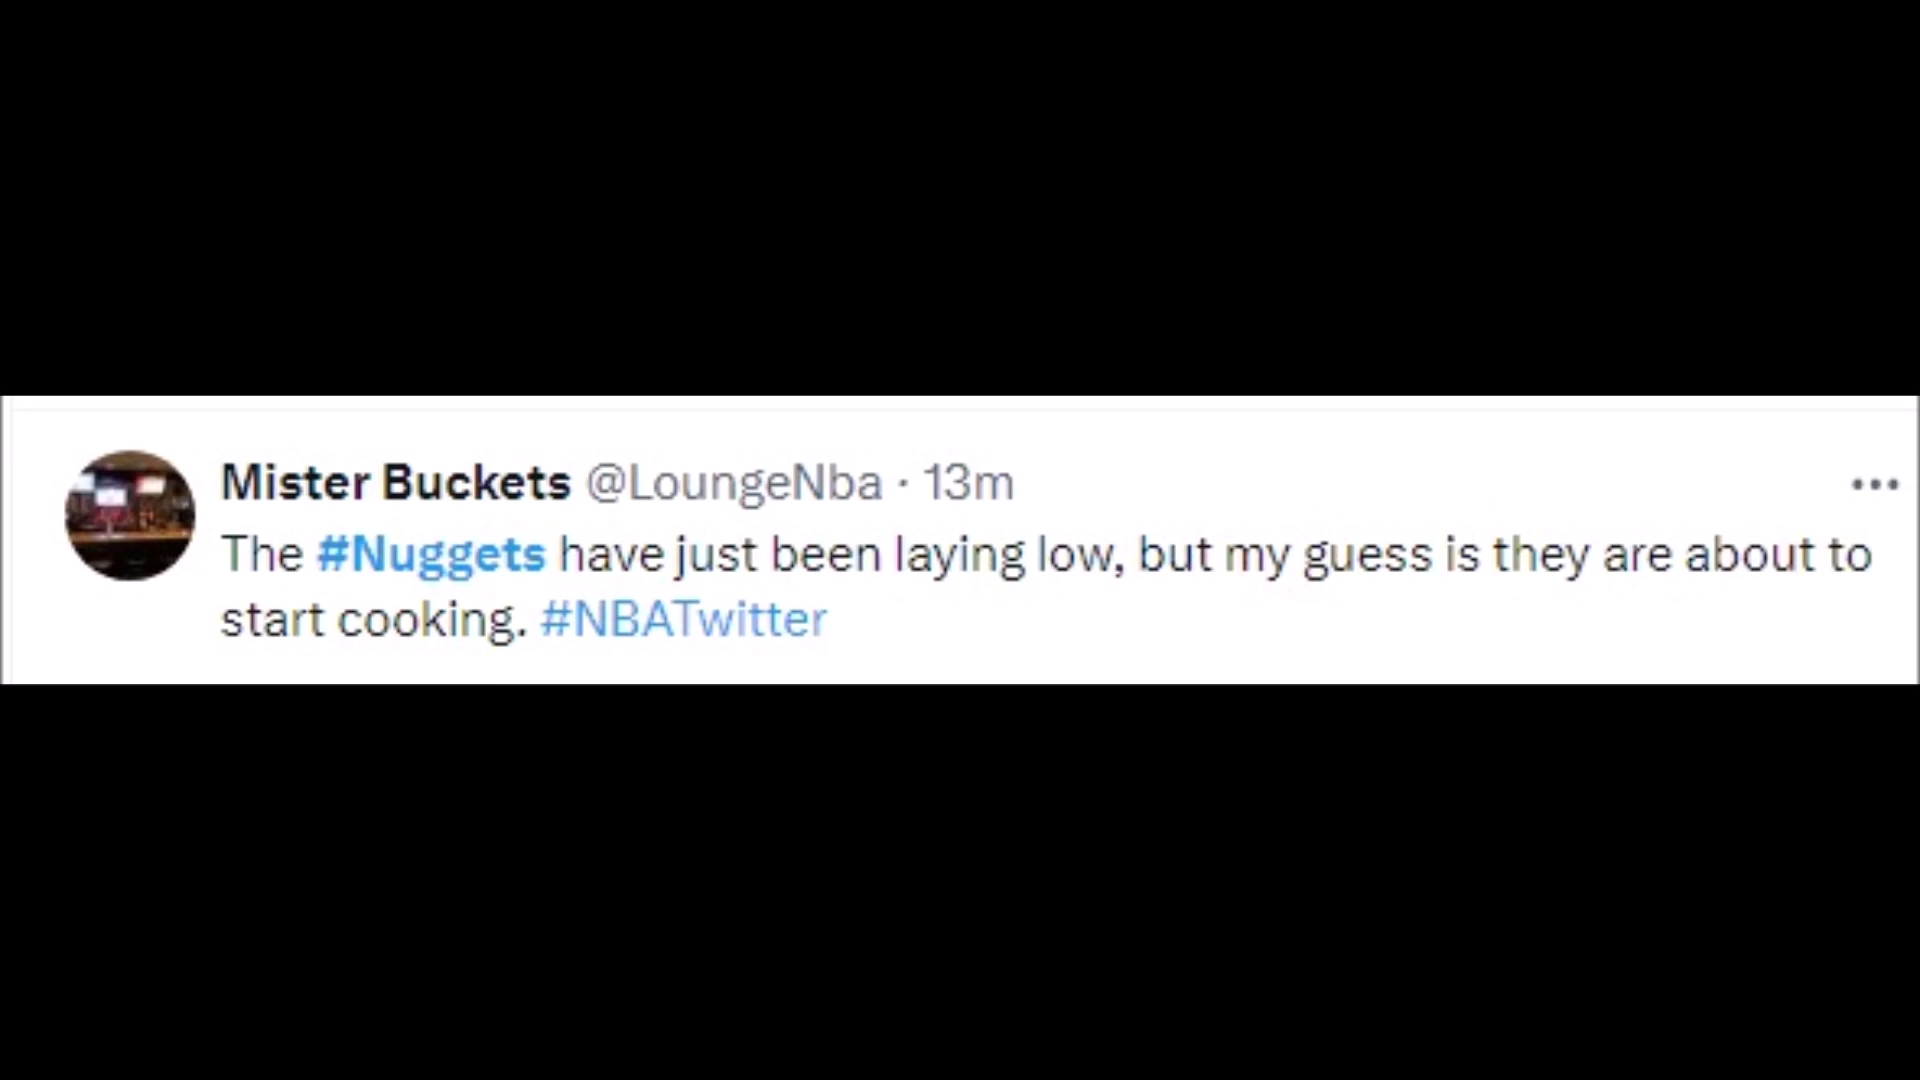 Mister Buckets @LoungeNba · 13m
The #Nuggets have just been laying low, but my guess is they are about to
start cooking. #NBATwitter